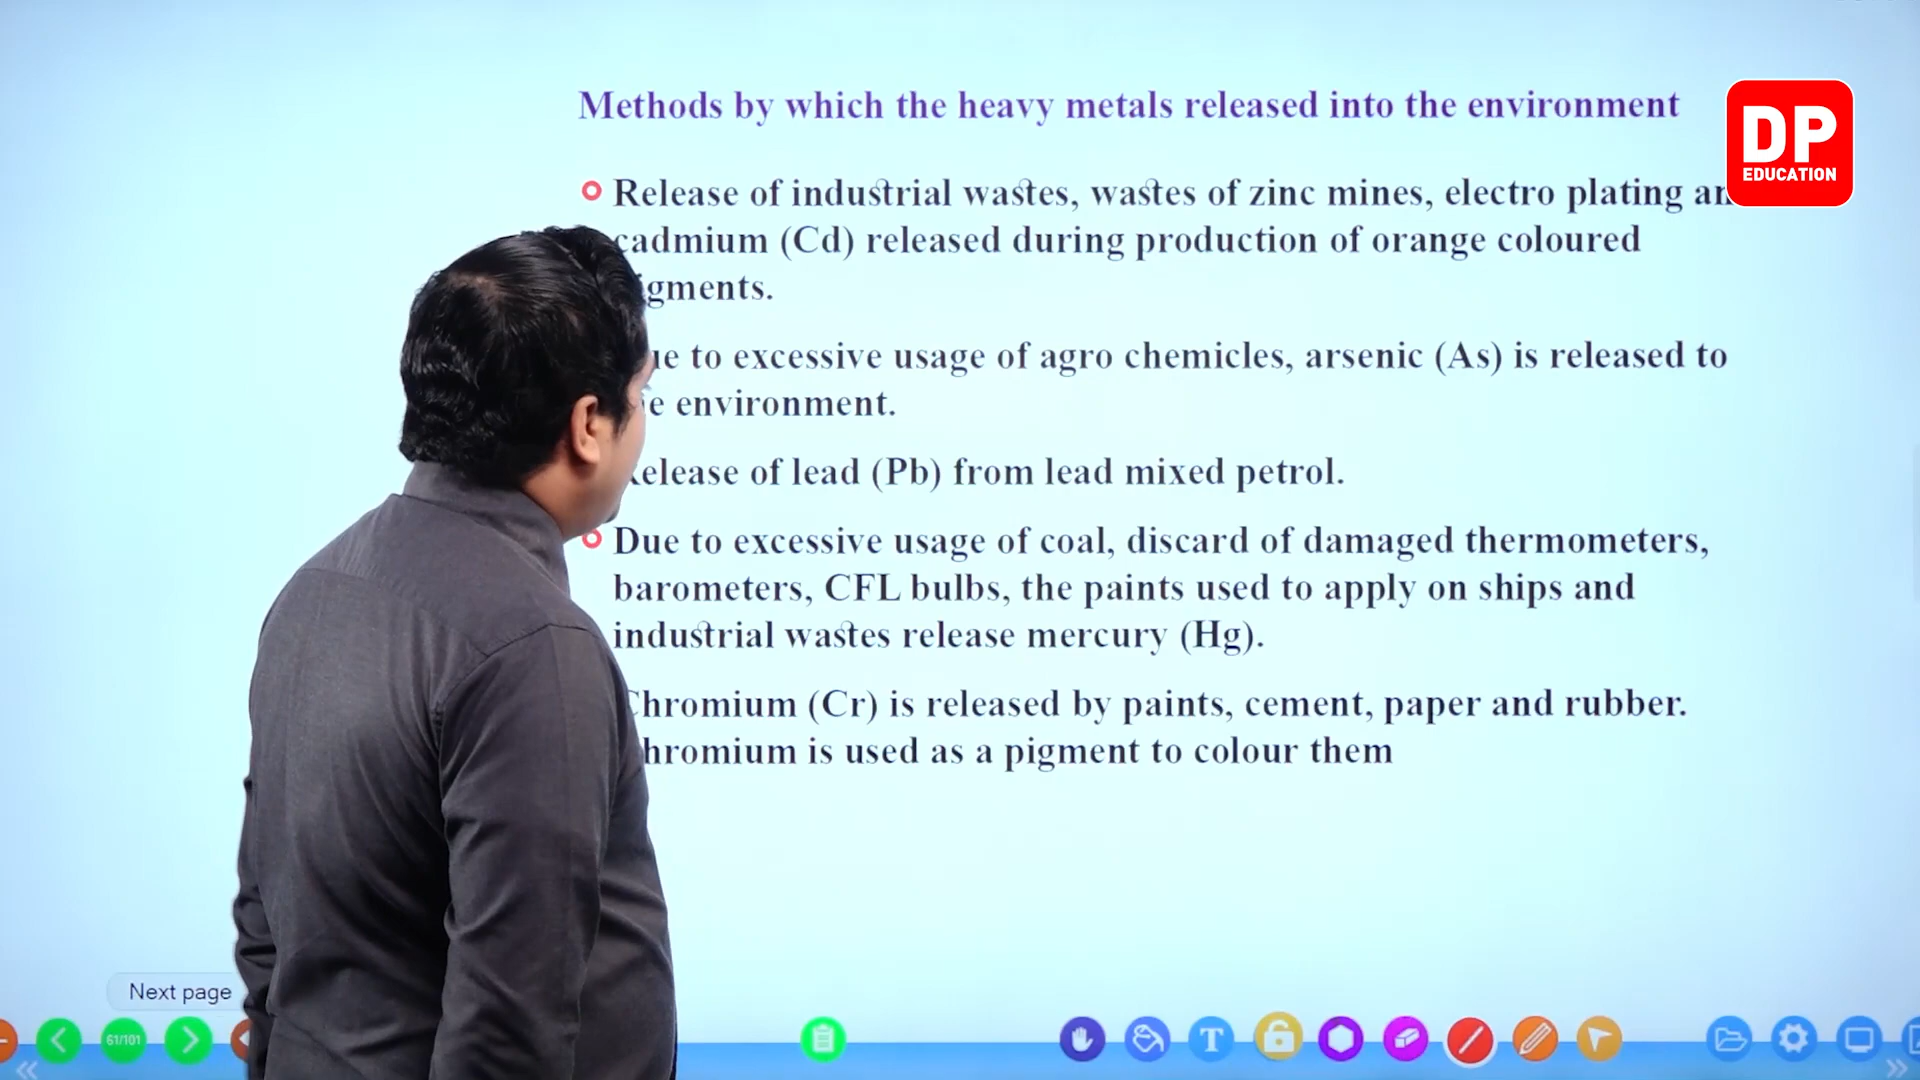 Methods by which the heavy metals released into the environment
DP
EDUCATION
Release of industrial wastes, wastes of zinc mines, electro plating
cadmium (Cd) released during production of orange coloured
to excessive usage of agro chemicles, arsenic (As) is released to
environment.
of lead (Pb) from lead mixed petrol.
Due to excessive usage of coal, discard of damaged thermometers,
barometers, CFL bulbs, the paints used to apply on ships and
industrial wastes release mercury (Hg).
Chromium (Cr) is released by paints, cement, paper and rubber.
is used as a pigment to colour them
Next page
61/101
T